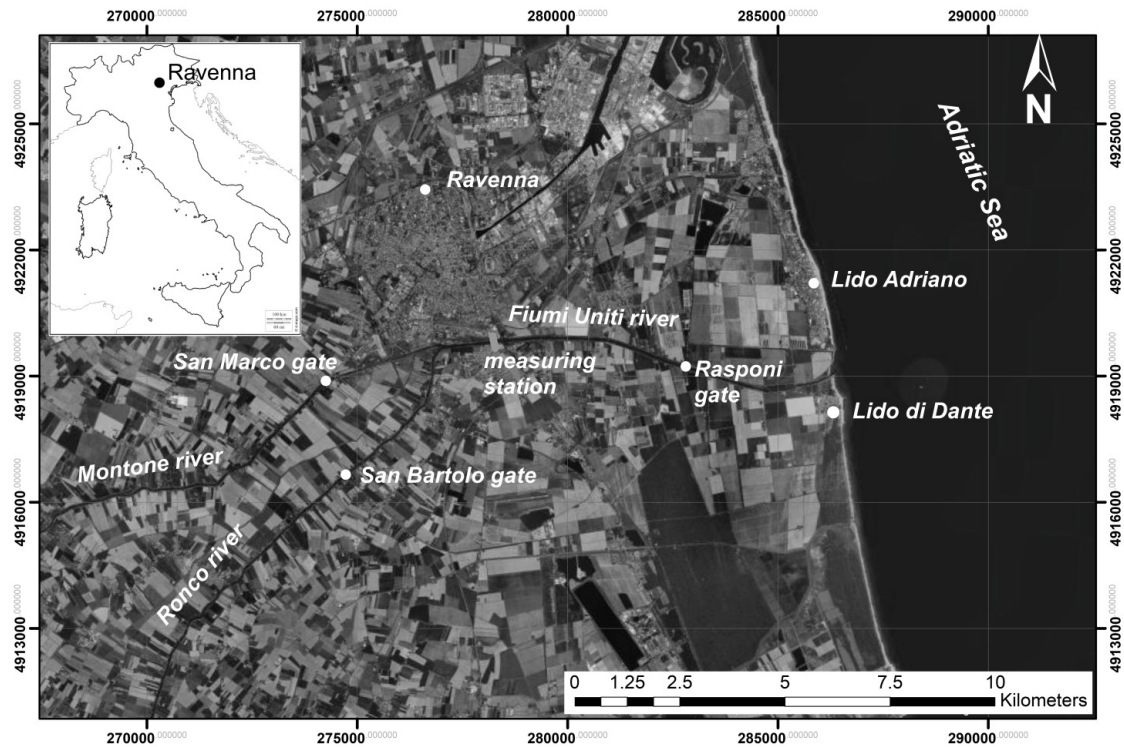 270000.000000 275000.000000 280000.000000 285000.000000 290000.000000
Ravenna
N
Adriatic Sea
4925000.000000
4922000.000000
4919000.000000
4916000.000000
4913000.000000
Ravenna
Lido Adriano
Fiumi Uniti river
San Marco gate
measuring
station
Rasponi
gate
Lido di Dante
Montone river
San Bartolo gate
Ronco river
4925000.000000
4922000.000000
4919000.000000
4916000.000000
4913000.000000
0 1.25 2.5 5 7.5 10
Kilometers
270000.000000 275000.000000 280000.000000 285000.000000 290000.000000